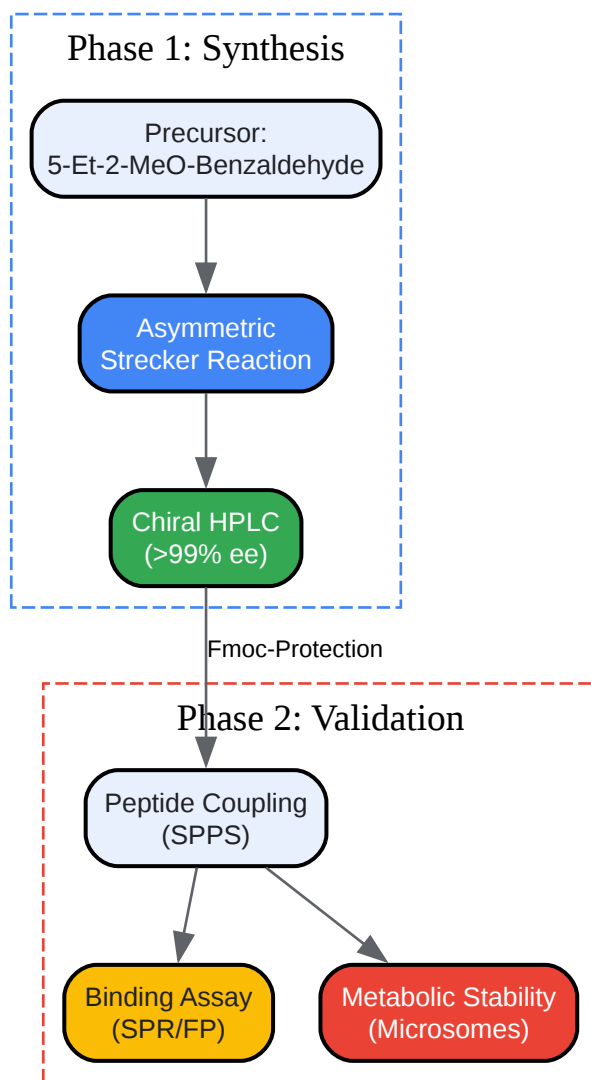 Phase 1: Synthesis
Precursor:
5-Et-2-MeO-Benzaldehyde
Asymmetric
Strecker Reaction
Chiral HPLC
(>99% ee)
Fmoc-Protection
Phase 2: Validation
Peptide Coupling
(SPPS)
Binding Assay
(SPR/FP)
Metabolic Stability
(Microsomes)